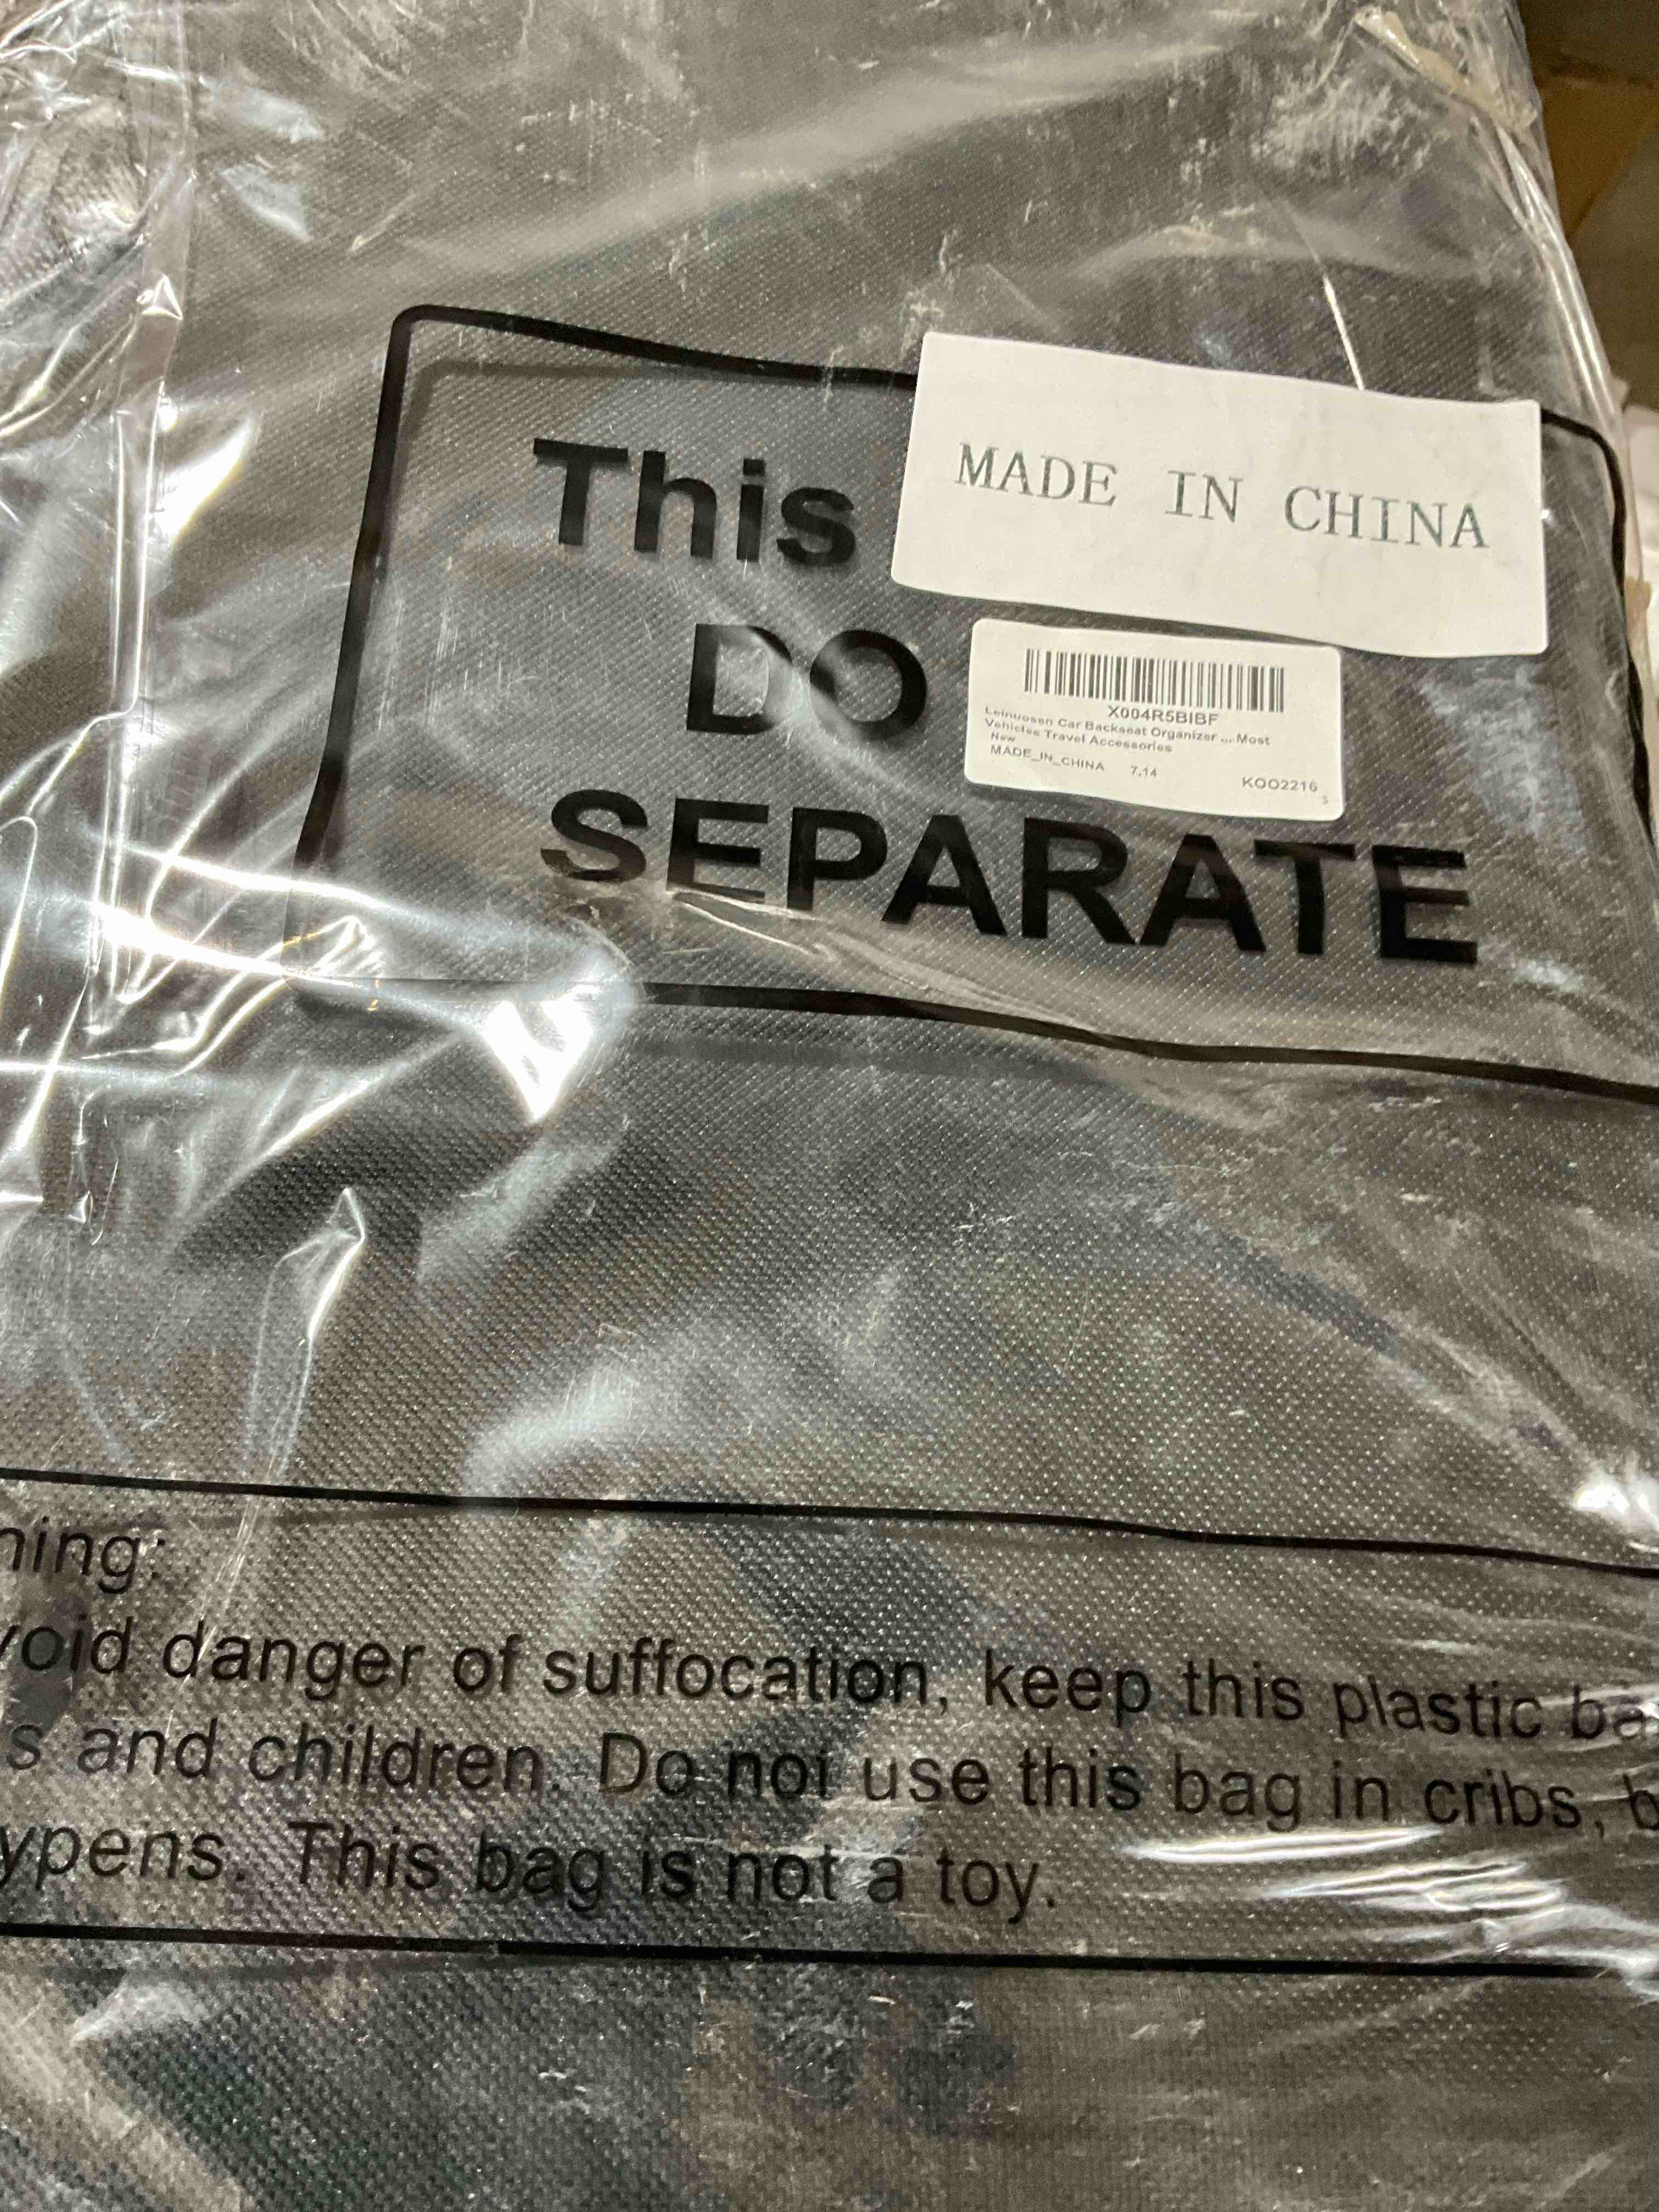 This
MADE IN CHINA
DO
X004R5BIBF
Leinuosen Car Backseat Organizer ... Most
Vehicles Travel Accessories
New
MADE_IN_CHINA 7.14
KOO2216
3
SEPARATE
ning:
void danger of suffocation, keep this plastic ba
s and children. Do not use this bag in cribs, b
ypens. This bag is not a toy.